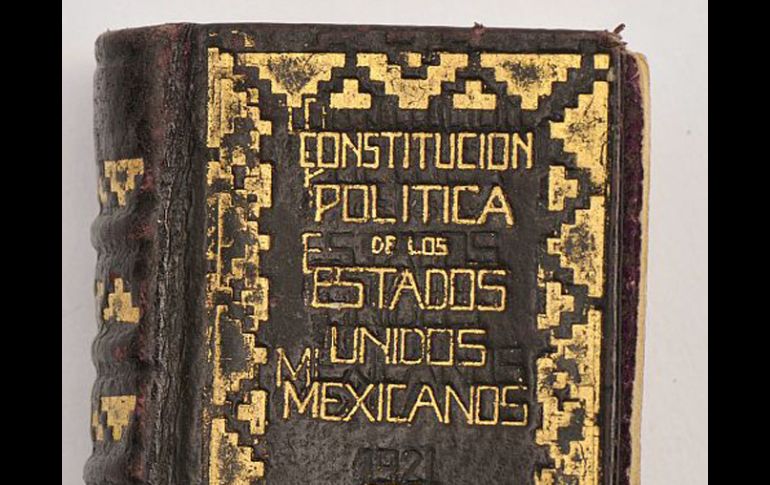 CONSTITUCION
POLITICA
DE LOS
ESTADOS
UNIDOS
MEXICANOS
1921